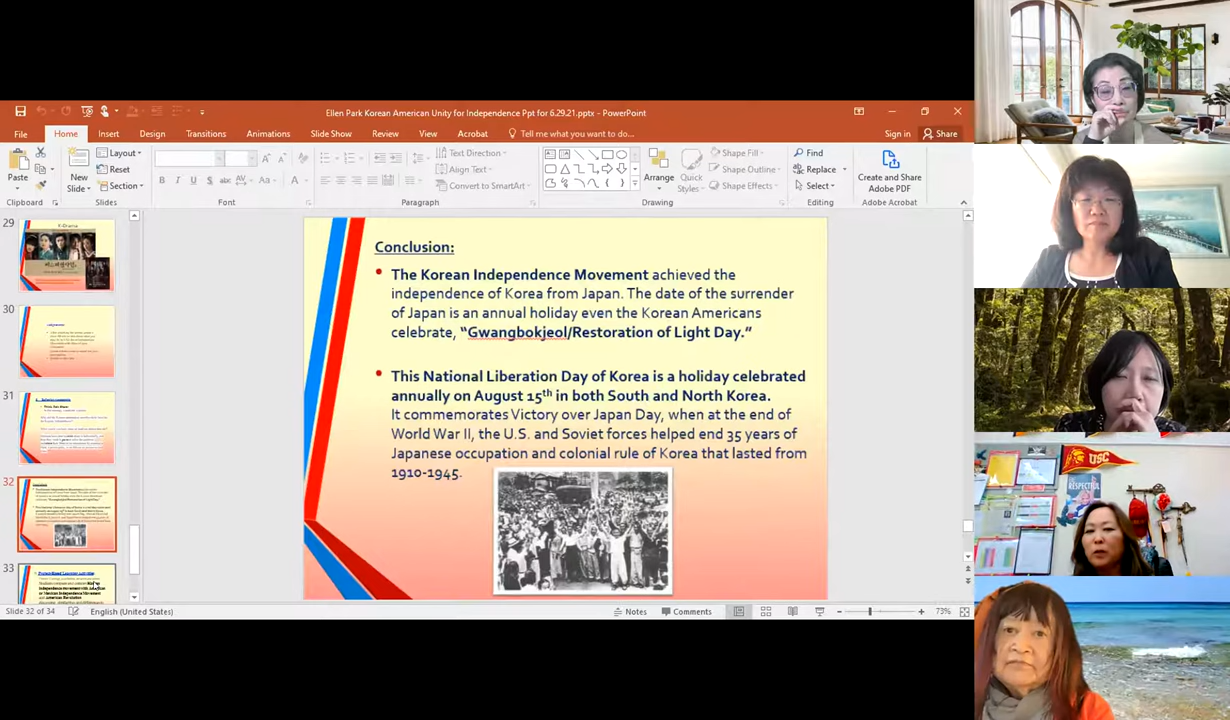 Ellen Park Korean American Unity for Independence Ppt for 6.29.21.pptx - PowerPoint
File Home Insert Design Transitions Animations Slide Show Review View Acrobat Tell me what you want to do... Sign in Share
Paste
New Slide
Layout
Reset
Section
Text Direction
Align Text
Convert to SmartArt
Arrange
Quick Styles
Shape Fill
Shape Outline
Shape Effects
Find
Replace
Select
Create and Share Adobe PDF
Clipboard Slides Font Paragraph Drawing Editing Adobe Acrobat
29
K-Drama
30
31
32
33
Conclusion:
The Korean Independence Movement achieved the
independence of Korea from Japan. The date of the surrender
of Japan is an annual holiday even the Korean Americans
celebrate, “Gwangbokjeol/Restoration of Light Day.”
This National Liberation Day of Korea is a holiday celebrated
annually on August 15th in both South and North Korea.
It commemorates Victory over Japan Day, when at the end of
World War II, the U.S. and Soviet forces helped end 35 years of
Japanese occupation and colonial rule of Korea that lasted from
1910-1945.
USC
RESPECTFUL
Slide 32 of 34 English (United States) Notes Comments 73%